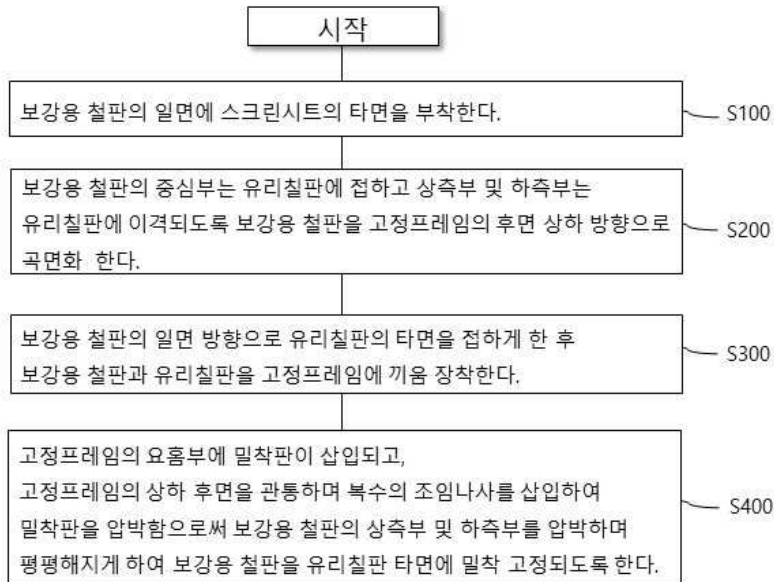 시작
보강용 철판의 일면에 스크린시트의 타면을 부착한다.
S100
보강용 철판의 중심부는 유리칠판에 접하고 상측부 및 하측부는
유리칠판에 이격되도록 보강용 철판을 고정프레임의 후면 상하 방향으로
곡면화 한다.
S200
보강용 철판의 일면 방향으로 유리칠판의 타면을 접하게 한 후
보강용 철판과 유리칠판을 고정프레임에 끼움 장착한다.
S300
고정프레임의 요홈부에 밀착판이 삽입되고,
고정프레임의 상하 후면을 관통하며 복수의 조임나사를 삽입하여
밀착판을 압박함으로써 보강용 철판의 상측부 및 하측부를 압박하며
평평해지게 하여 보강용 철판을 유리칠판 타면에 밀착 고정되도록 한다.
S400